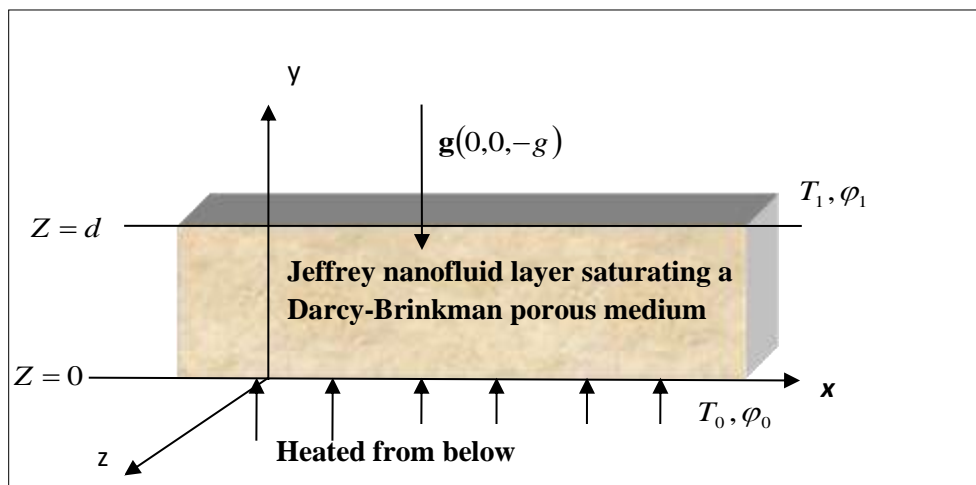 y
g(0,0,−g)
T₁, φ₁
Z = d
Jeffrey nanofluid layer saturating a
Darcy-Brinkman porous medium
Z = 0
x
T₀, φ₀
Heated from below
z